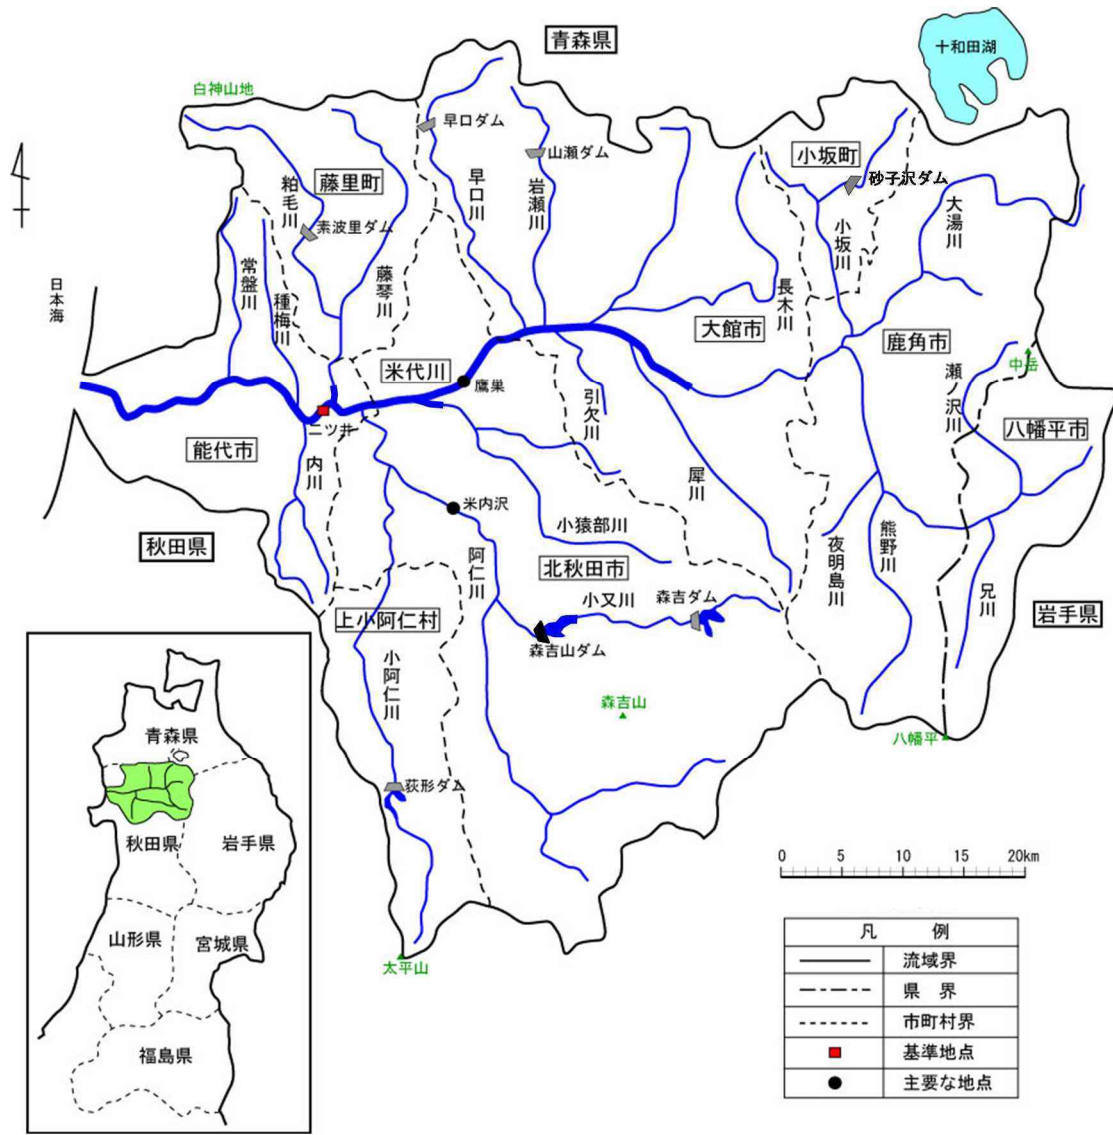 青森県
十和田湖
白神山地
早口ダム
山瀬ダム
小坂町
砂子沢ダム
藤里町
粕毛川
早口川
岩瀬川
大湯川
素波里ダム
小坂川
藤琴川
常盤川
種梅川
長木川
日本海
大館市
鹿角市
中岳
米代川
鷹巣
瀬ノ沢川
引欠川
八幡平市
二ツ井
能代市
内川
犀川
米内沢
小猿部川
熊野川
夜明島川
秋田県
阿仁川
北秋田市
兄川
小又川
森吉ダム
岩手県
上小阿仁村
森吉山ダム
小阿仁川
森吉山
八幡平
荻形ダム
太平山
青森県
秋田県
岩手県
山形県
宮城県
福島県
0 5 10 15 20km
凡 例
流域界
県 界
市町村界
基準地点
主要な地点